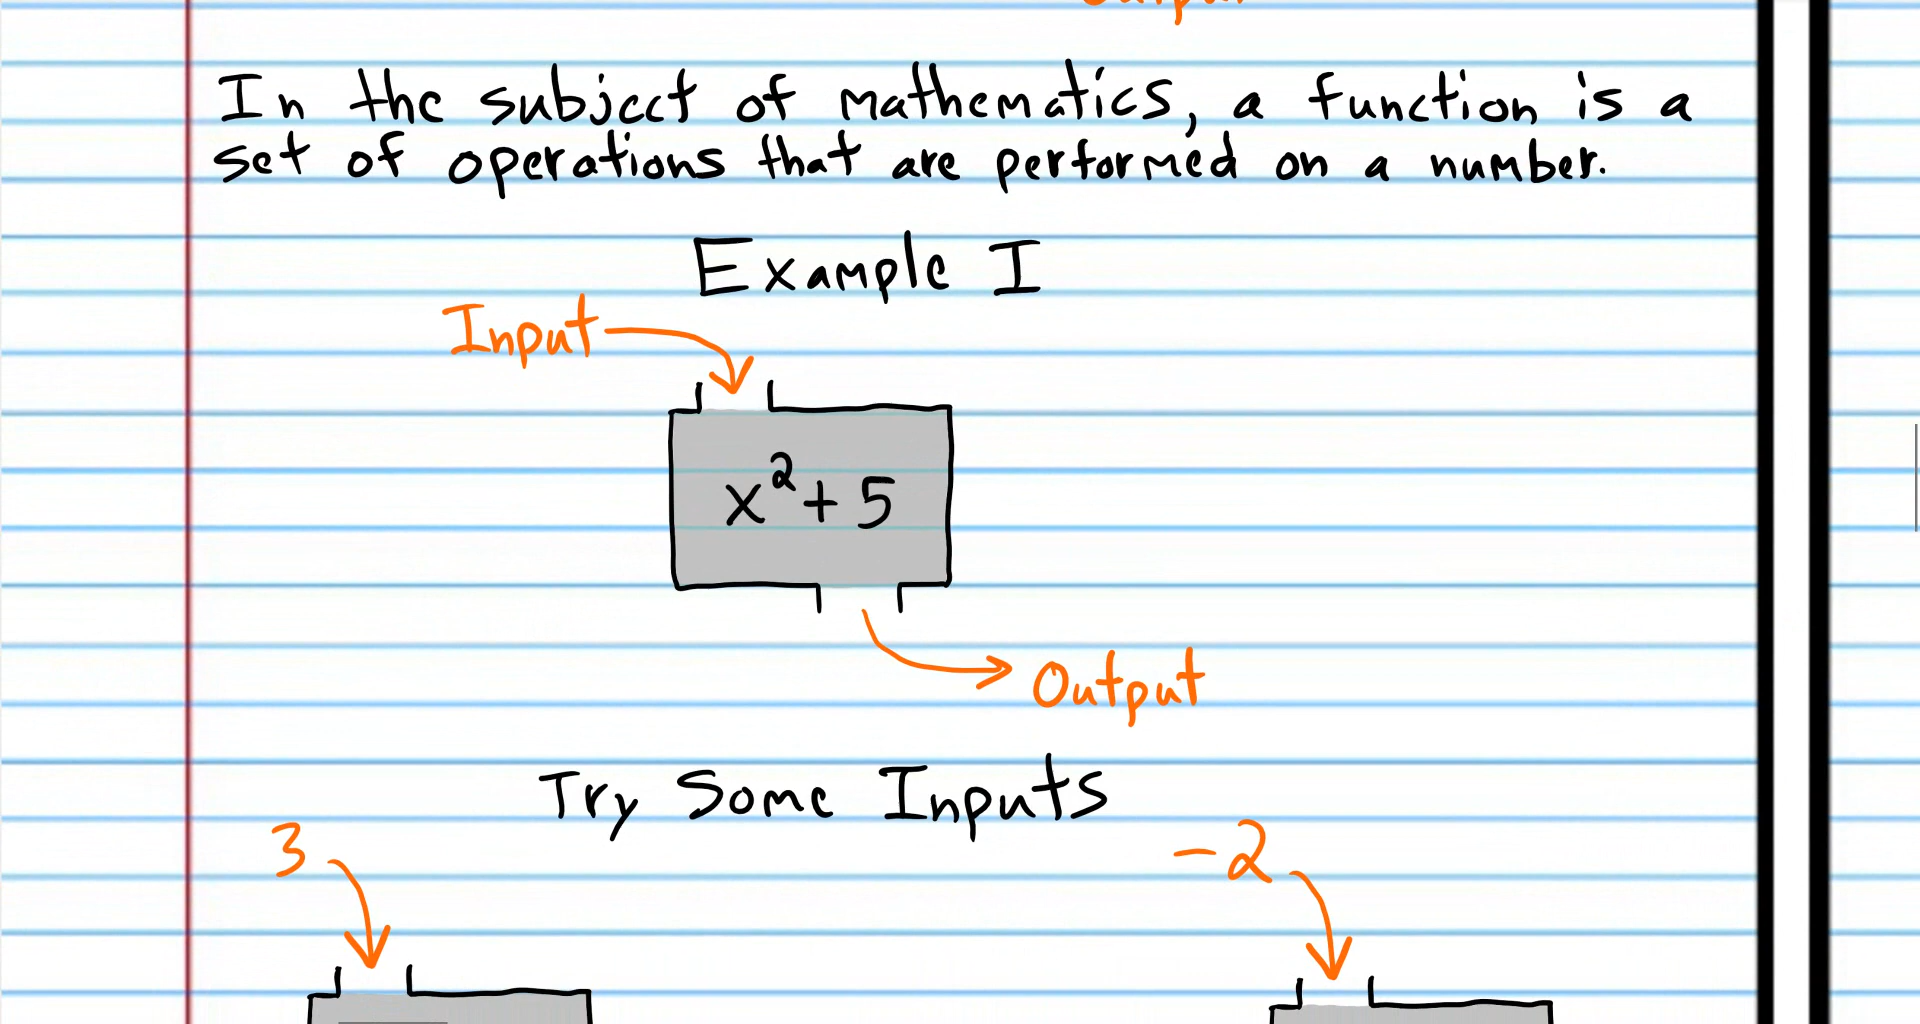 In the subject of mathematics, a function is a
set of operations that are performed on a number.
Example I
Input
x²+5
Output
Try Some Inputs
3
-2